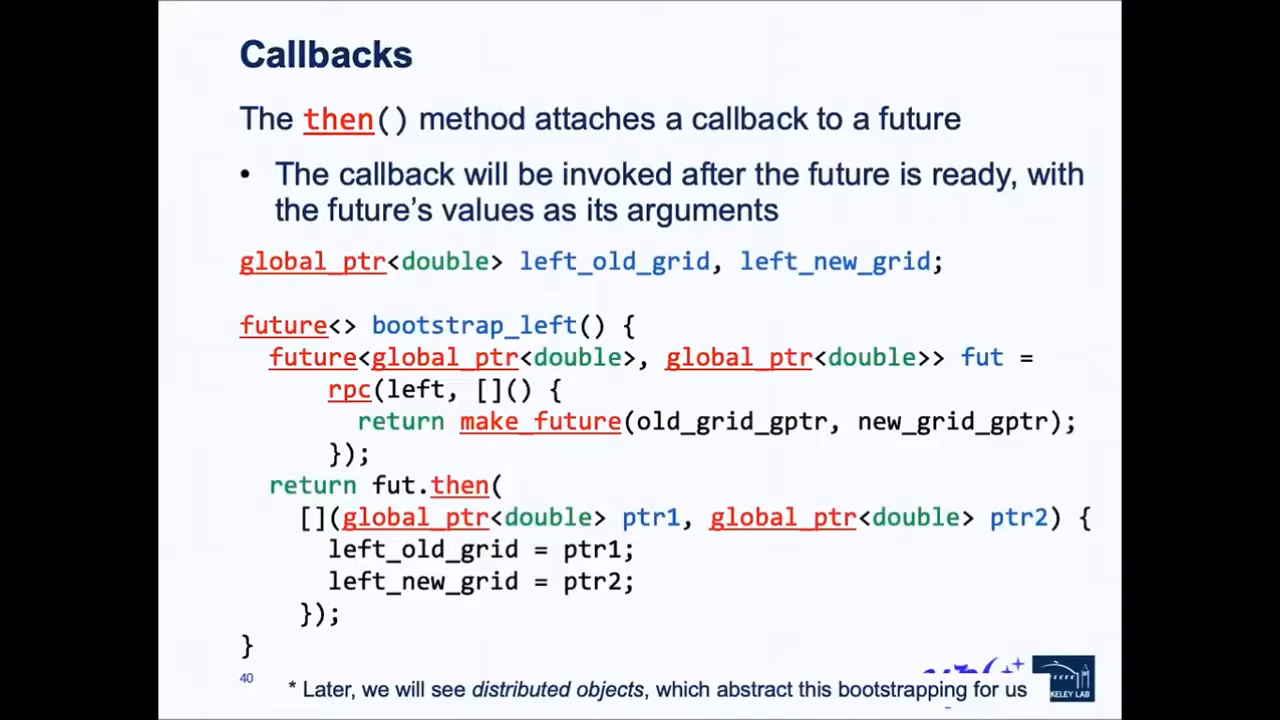 Callbacks
The then() method attaches a callback to a future
• The callback will be invoked after the future is ready, with
the future's values as its arguments
global_ptr<double> left_old_grid, left_new_grid;
future<> bootstrap_left() {
future<global_ptr<double>, global_ptr<double>> fut =
rpc(left, []() {
return make_future(old_grid_gptr, new_grid_gptr);
});
return fut.then(
[](global_ptr<double> ptr1, global_ptr<double> ptr2) {
left_old_grid = ptr1;
left_new_grid = ptr2;
});
}
40
* Later, we will see distributed objects, which abstract this bootstrapping for us
KELEY LAB